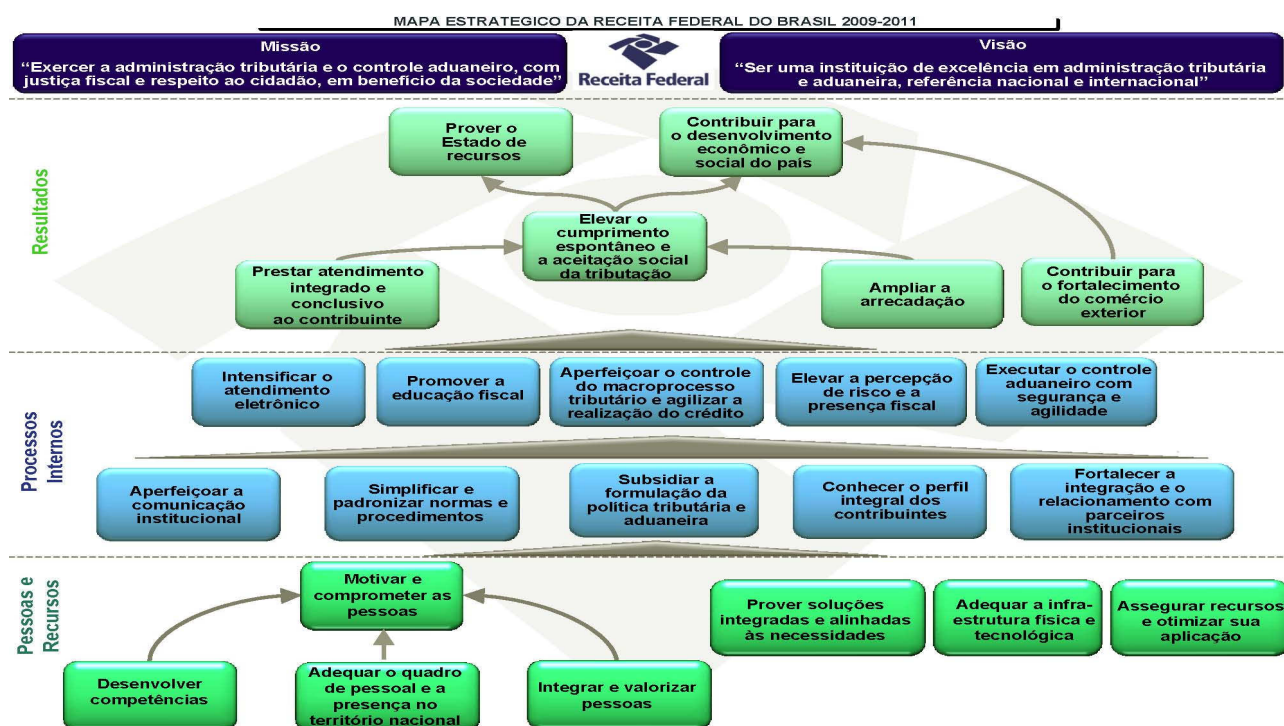 MAPA ESTRATEGICO DA RECEITA FEDERAL DO BRASIL 2009-2011
Missão
“Exercer a administração tributária e o controle aduaneiro, com
justiça fiscal e respeito ao cidadão, em benefício da sociedade”
Receita Federal
Visão
“Ser uma instituição de excelência em administração tributária
e aduaneira, referência nacional e internacional”
Resultados
Prover o
Estado de
recursos
Contribuir para
o desenvolvimento
econômico e
social do país
Elevar o
cumprimento
espontâneo e
a aceitação social
da tributação
Prestar atendimento
integrado e
conclusivo
ao contribuinte
Ampliar a
arrecadação
Contribuir para
o fortalecimento
do comércio
exterior
Processos
Internos
Intensificar o
atendimento
eletrônico
Promover a
educação fiscal
Aperfeiçoar o controle
do macroprocesso
tributário e agilizar a
realização do crédito
Elevar a percepção
de risco e a
presença fiscal
Executar o controle
aduaneiro com
segurança e
agilidade
Aperfeiçoar a
comunicação
institucional
Simplificar e
padronizar normas e
procedimentos
Subsidiar a
formulação da
política tributária e
aduaneira
Conhecer o perfil
integral dos
contribuintes
Fortalecer a
integração e o
relacionamento com
parceiros
institucionais
Pessoas e
Recursos
Motivar e
comprometer as
pessoas
Prover soluções
integradas e alinhadas
às necessidades
Adequar a infra-
estrutura física e
tecnológica
Assegurar recursos
e otimizar sua
aplicação
Desenvolver
competências
Adequar o quadro
de pessoal e a
presença no
território nacional
Integrar e valorizar
pessoas